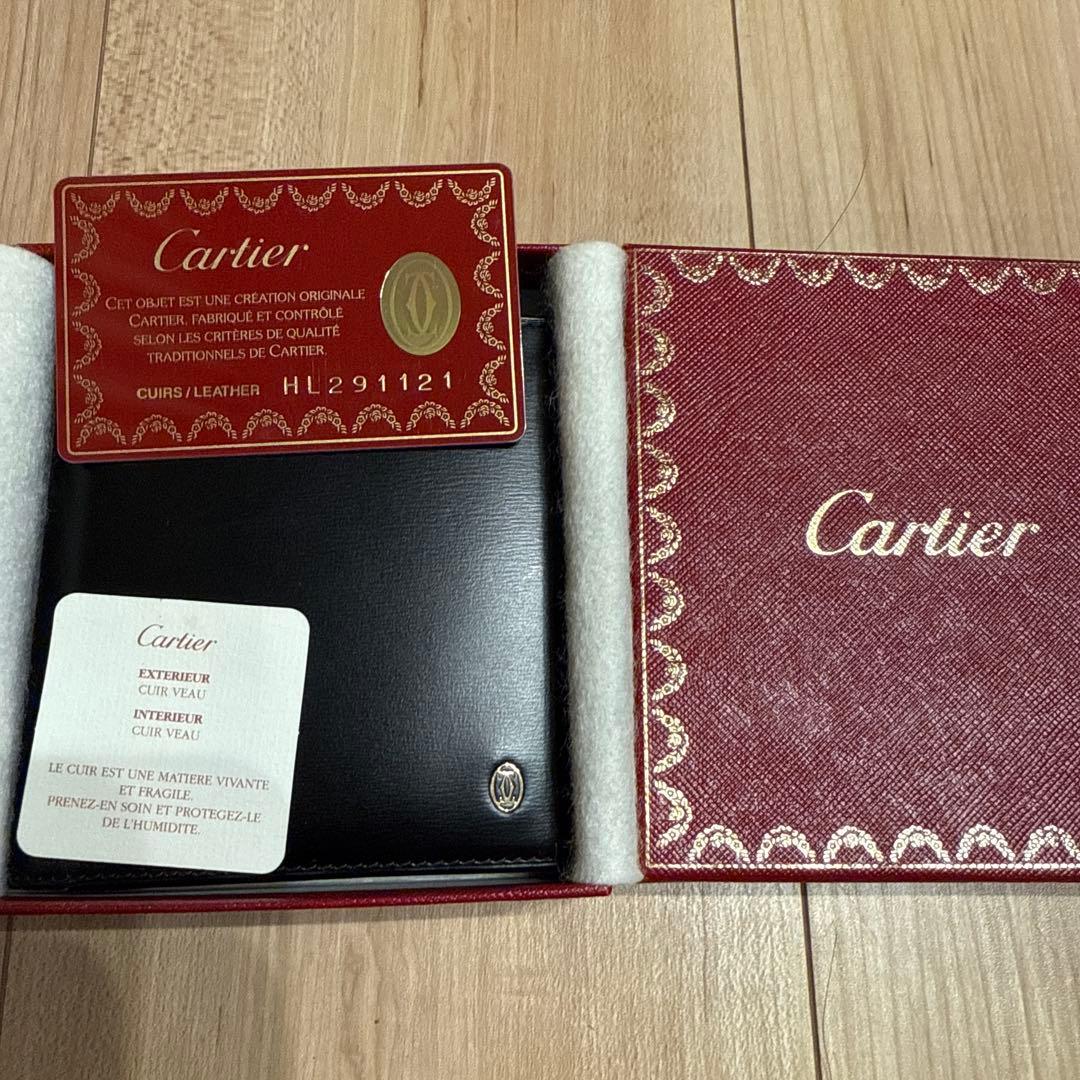 Cartier
CET OBJET EST UNE CRÉATION ORIGINALE
CARTIER, FABRIQUÉ ET CONTRÔLÉ
SELON LES CRITÈRES DE QUALITÉ
TRADITIONNELS DE CARTIER.
CUIRS / LEATHER HL291121
Cartier
EXTERIEUR
CUIR VEAU
INTERIEUR
CUIR VEAU
LE CUIR EST UNE MATIERE VIVANTE
ET FRAGILE.
PRENEZ-EN SOIN ET PROTEGEZ-LE
DE L'HUMIDITE.
Cartier